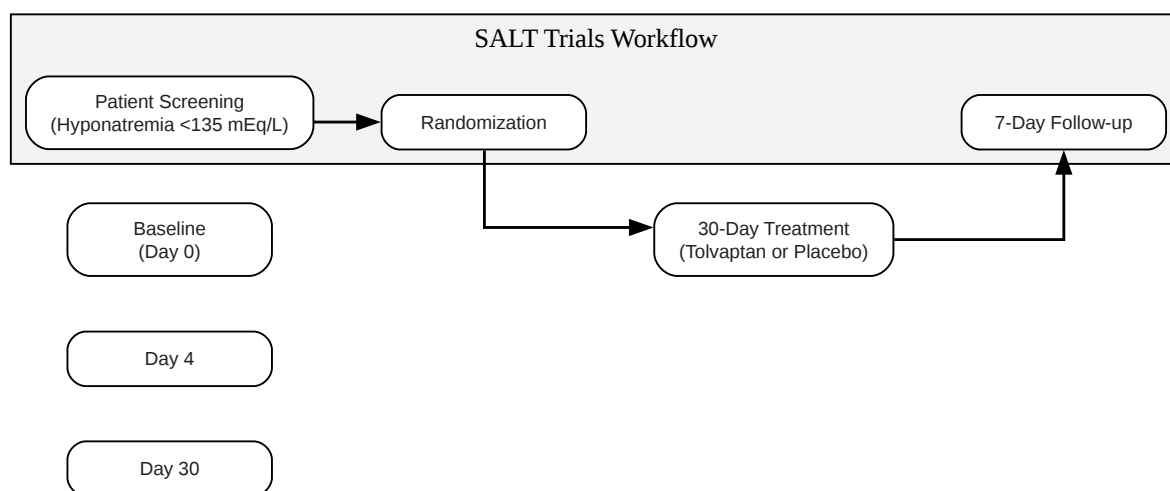 SALT Trials Workflow
Patient Screening
(Hyponatremia <135 mEq/L)
Randomization
7-Day Follow-up
Baseline
(Day 0)
30-Day Treatment
(Tolvaptan or Placebo)
Day 4
Day 30